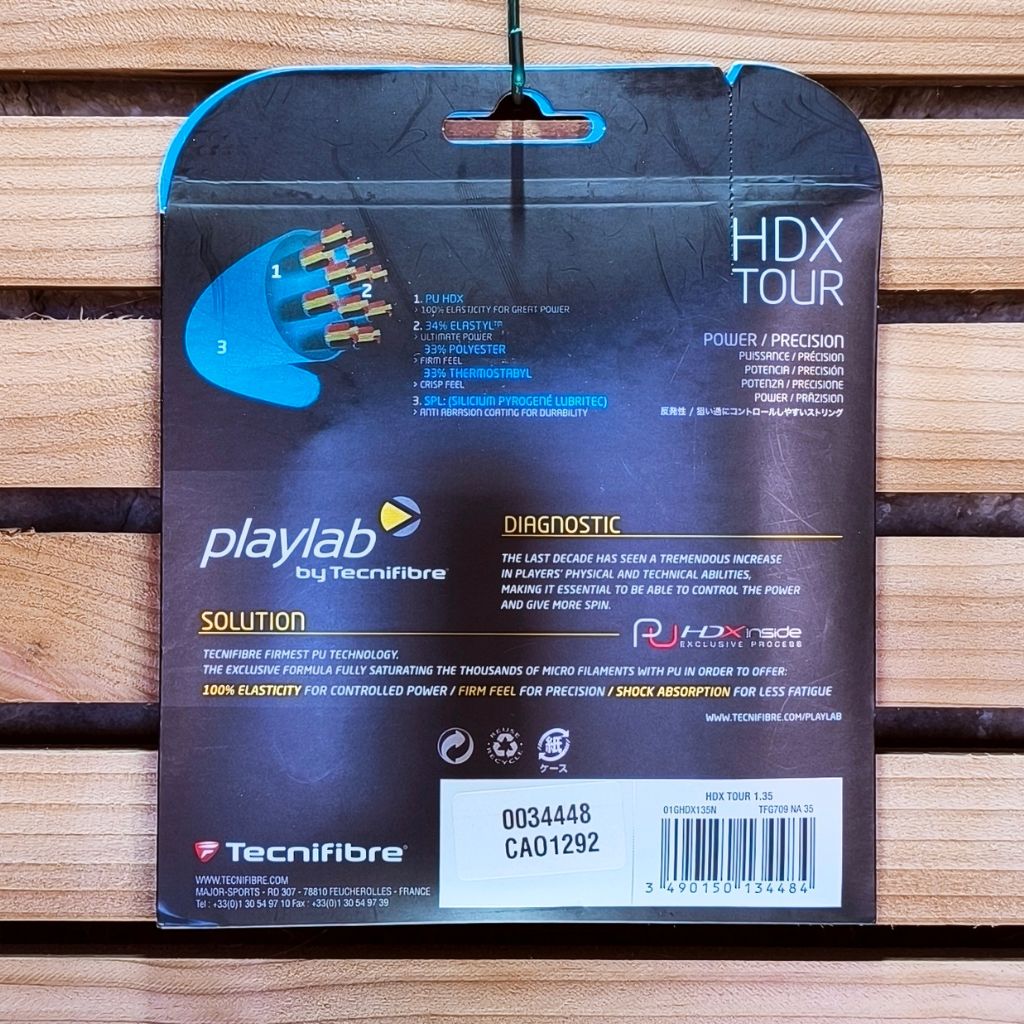 HDX
TOUR
1
2
3
1. PU HDX
> 100% ELASTICITY FOR GREAT POWER
2. 34% ELASTYL™
> ULTIMATE POWER
33% POLYESTER
> FIRM FEEL
33% THERMOSTABYL
> CRISP FEEL
3. SPL: (SILICIUM PYROGENÉ LUBRITEC)
> ANTI ABRASION COATING FOR DURABILITY
POWER / PRECISION
PUISSANCE / PRÉCISION
POTENCIA / PRECISIÓN
POTENZA / PRECISIONE
POWER / PRÄZISION
反発性 / 狙い通にコントロールしやすいストリング
playlab
by Tecnifibre
DIAGNOSTIC
THE LAST DECADE HAS SEEN A TREMENDOUS INCREASE
IN PLAYERS' PHYSICAL AND TECHNICAL ABILITIES,
MAKING IT ESSENTIAL TO BE ABLE TO CONTROL THE POWER
AND GIVE MORE SPIN.
SOLUTION
PU HDX inside
EXCLUSIVE PROCESS
TECNIFIBRE FIRMEST PU TECHNOLOGY.
THE EXCLUSIVE FORMULA FULLY SATURATING THE THOUSANDS OF MICRO FILAMENTS WITH PU IN ORDER TO OFFER:
100% ELASTICITY FOR CONTROLLED POWER / FIRM FEEL FOR PRECISION / SHOCK ABSORPTION FOR LESS FATIGUE
WWW.TECNIFIBRE.COM/PLAYLAB
REUSE
RECYCLE
紙
ケース
0034448
CA01292
HDX TOUR 1.35
01GHDX135N TFG709 NA 35
3 490150 134484
Tecnifibre
WWW.TECNIFIBRE.COM
MAJOR-SPORTS - RD 307 - 78810 FEUCHEROLLES - FRANCE
Tel : +33(0)1 30 54 97 10 Fax : +33(0)1 30 54 97 39